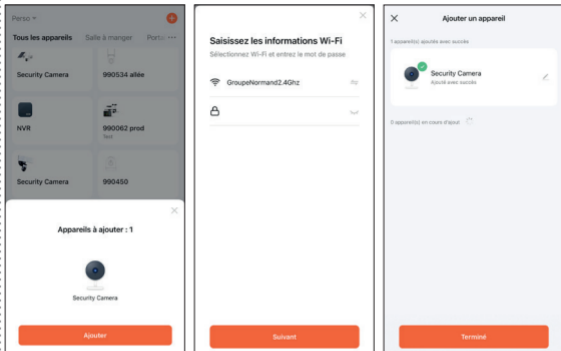 Perso
Tous les appareils Salle à manger Porta ...
Security Camera 990534 allée
NVR 990062 prod
Test
Security Camera 990450
Appareils à ajouter : 1
Security Camera
Ajouter
Saisissez les informations Wi-Fi
Sélectionnez Wi-Fi et entrez le mot de passe
GroupeNormand2.4Ghz
Suivant
Ajouter un appareil
1 appareil(s) ajoutés avec succès
Security Camera
Ajouté avec succès
0 appareil(s) en cours d'ajout
Terminé